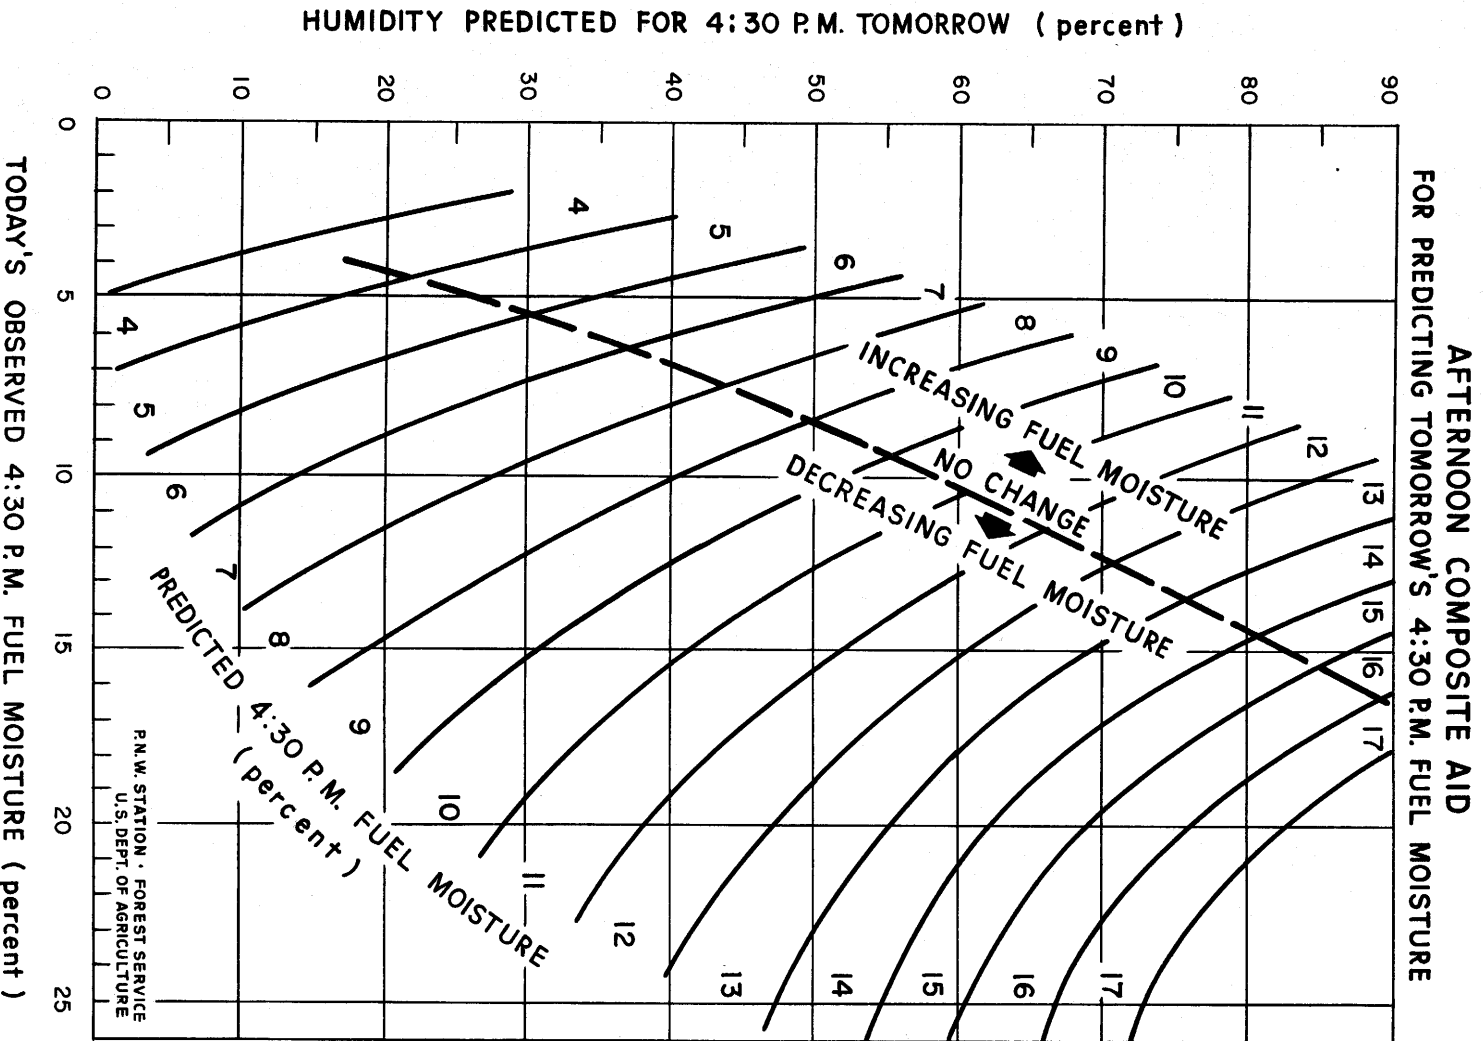 HUMIDITY PREDICTED FOR 4:30 P.M. TOMORROW (percent)
0 10 20 30 40 50 60 70 80 90
AFTERNOON COMPOSITE AID
FOR PREDICTING TOMORROW'S 4:30 P.M. FUEL MOISTURE
TODAY'S OBSERVED 4:30 P.M. FUEL MOISTURE (percent)
0 5 10 15 20 25
4 5 6 7 8 9 10 11 12 13 14 15 16 17
INCREASING FUEL MOISTURE
NO CHANGE
DECREASING FUEL MOISTURE
4 5 6 7 8 9 10 11 12 13 14 15 16 17
PREDICTED 4:30 P.M. FUEL MOISTURE
(percent)
P.N.W. STATION · FOREST SERVICE
U.S. DEPT. OF AGRICULTURE